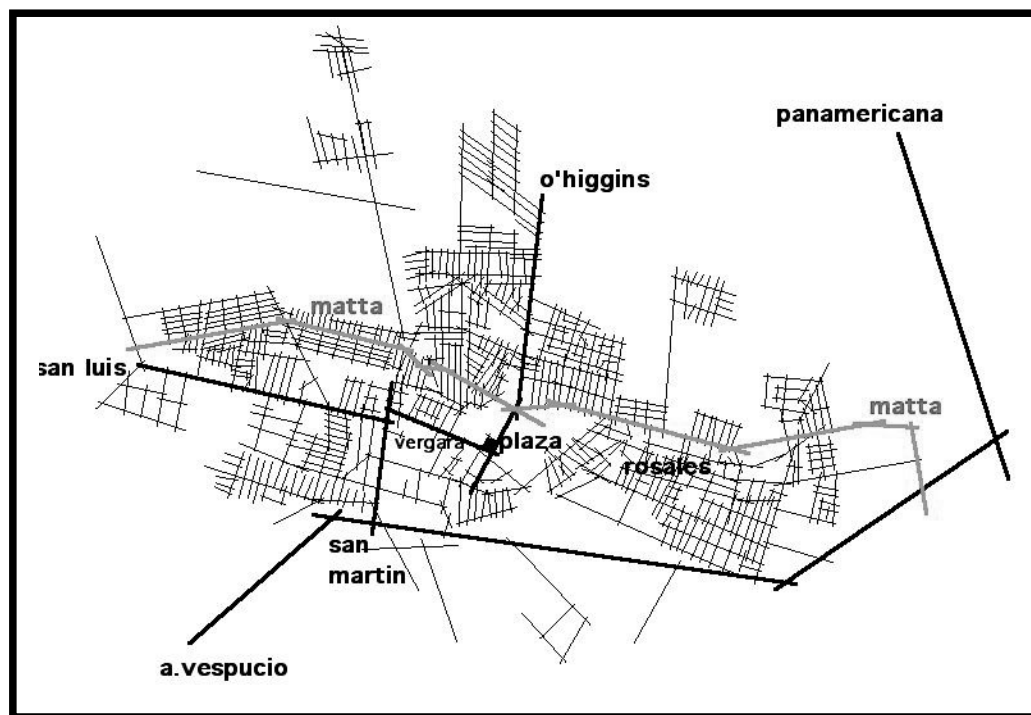 panamericana
o'higgins
matta
san luis
matta
vergara
plaza
rosales
san
martin
a.vespucio